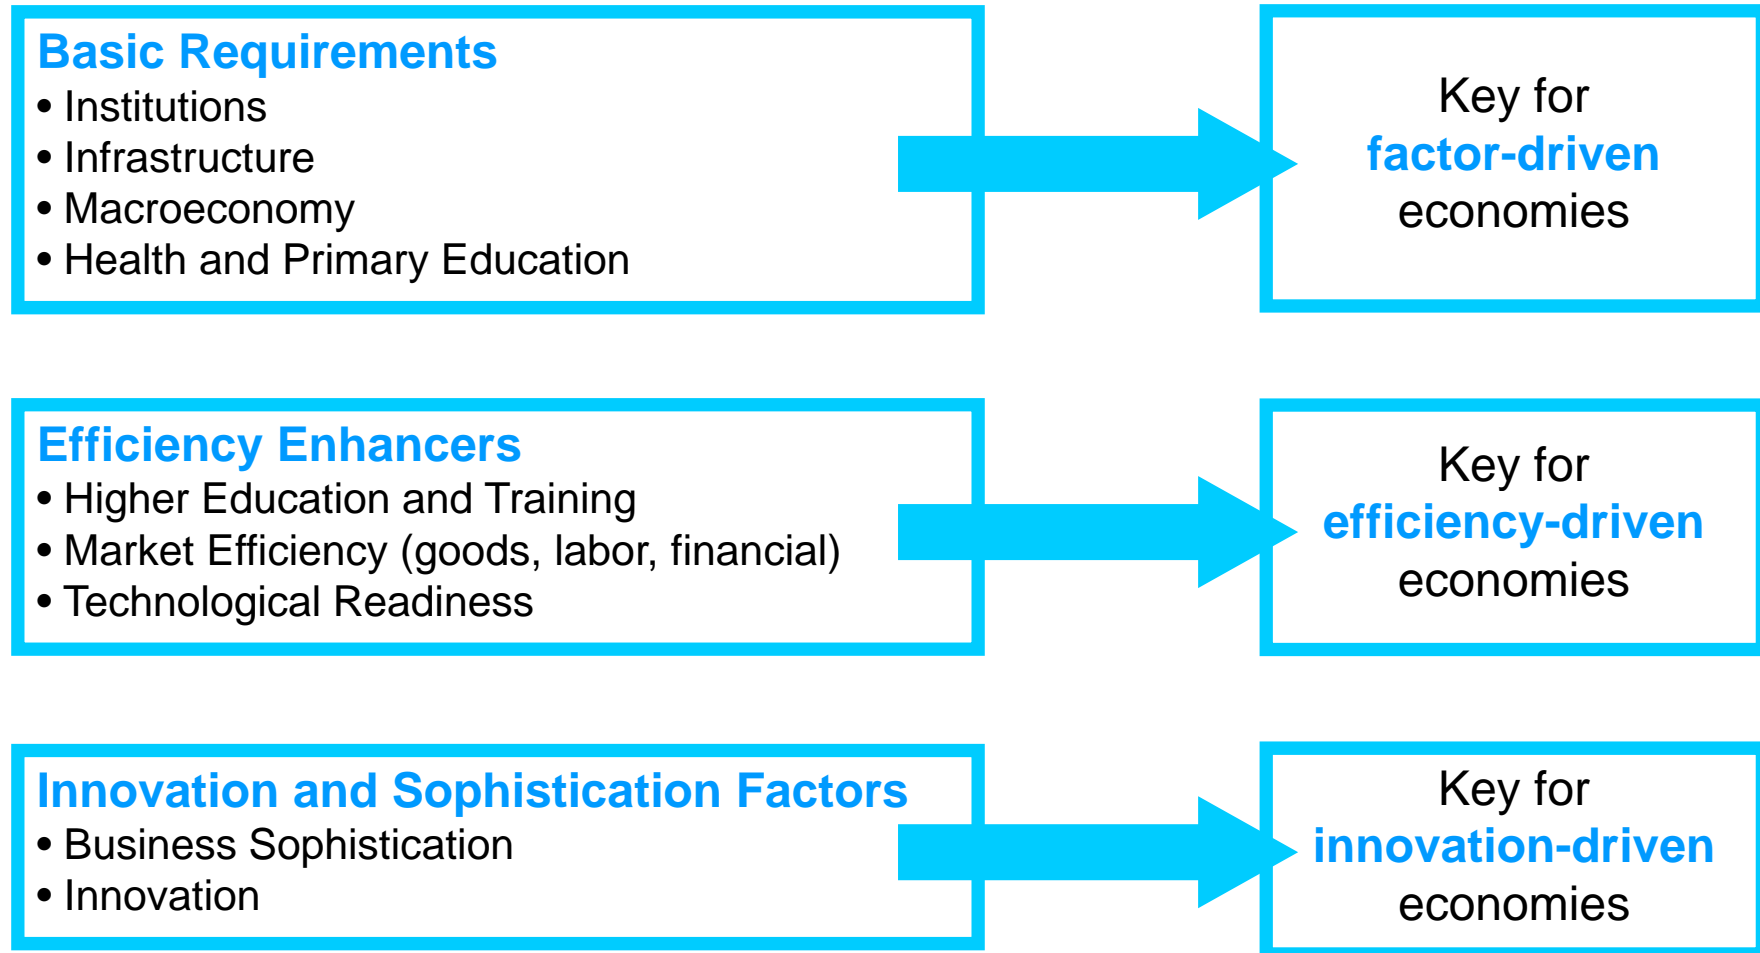 Basic Requirements
• Institutions
• Infrastructure
• Macroeconomy
• Health and Primary Education
Key for
factor-driven
economies
Efficiency Enhancers
• Higher Education and Training
• Market Efficiency (goods, labor, financial)
• Technological Readiness
Key for
efficiency-driven
economies
Innovation and Sophistication Factors
• Business Sophistication
• Innovation
Key for
innovation-driven
economies